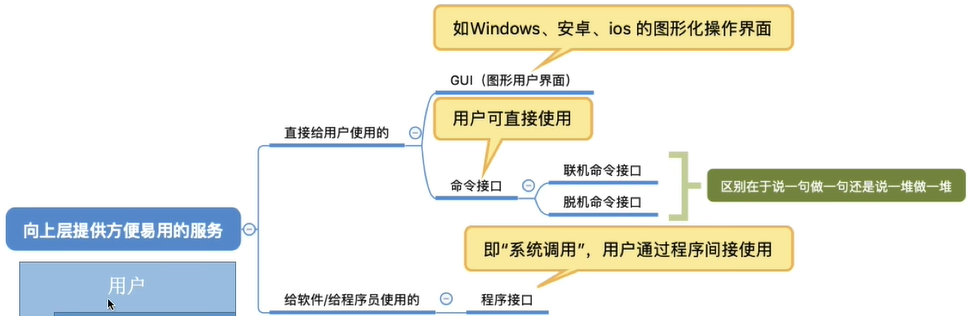 如Windows、安卓、ios 的图形化操作界面
GUI（图形用户界面）
用户可直接使用
直接给用户使用的
命令接口
联机命令接口
脱机命令接口
区别在于说一句做一句还是说一堆做一堆
向上层提供方便易用的服务
即“系统调用”，用户通过程序间接使用
用户
给软件/给程序员使用的
程序接口